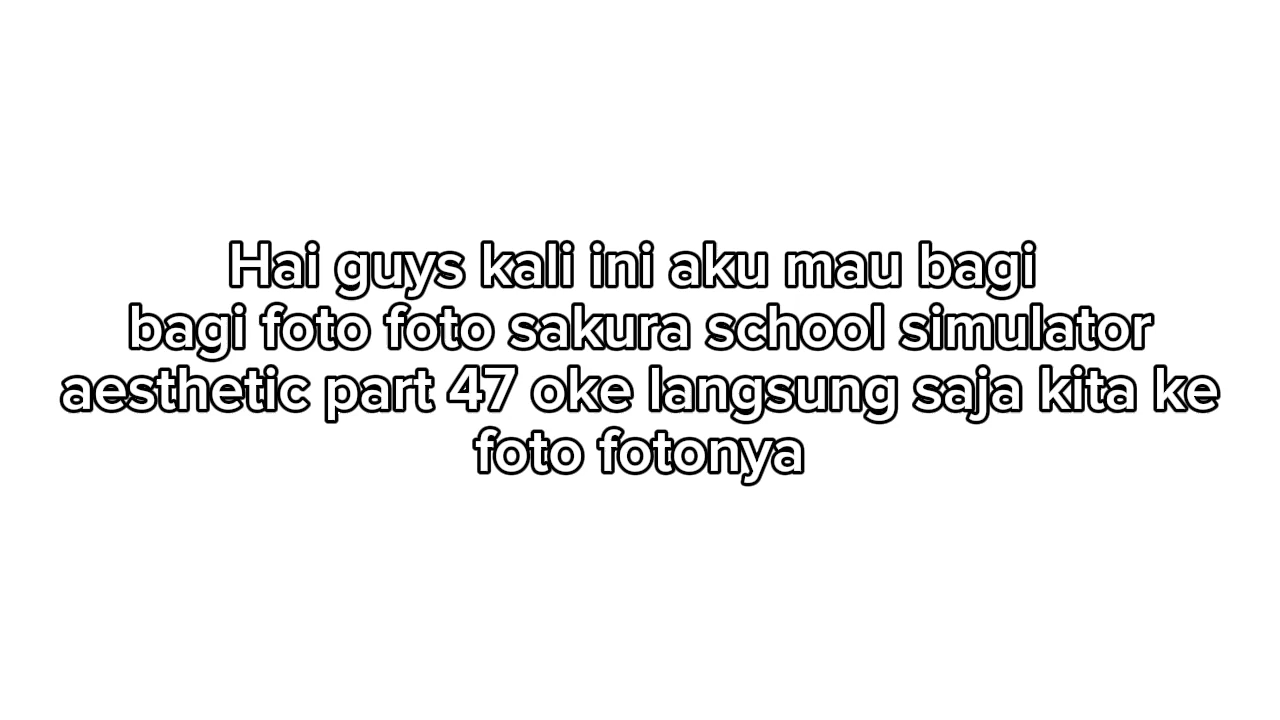 Hai guys kali ini aku mau bagi
bagi foto foto sakura school simulator
aesthetic part 47 oke langsung saja kita ke
foto fotonya